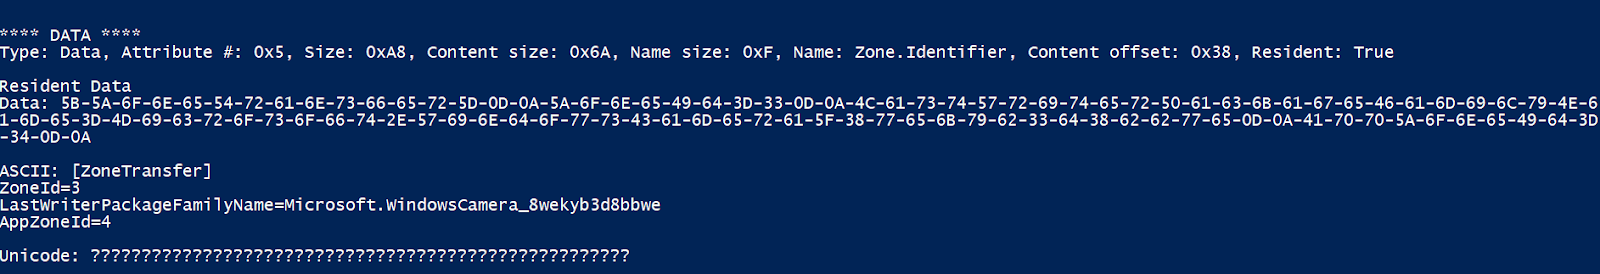 **** DATA ****
Type: Data, Attribute #: 0x5, Size: 0xA8, Content size: 0x6A, Name size: 0xF, Name: Zone.Identifier, Content offset: 0x38, Resident: True
Resident Data
Data: 5B-5A-6F-6E-65-54-72-61-6E-73-66-65-72-5D-0D-0A-5A-6F-6E-65-49-64-3D-33-0D-0A-4C-61-73-74-57-72-69-74-65-72-50-61-63-6B-61-67-65-46-61-6D-69-6C-79-4E-6
1-6D-65-3D-4D-69-63-72-6F-73-6F-66-74-2E-57-69-6E-64-6F-77-73-43-61-6D-65-72-61-5F-38-77-65-6B-79-62-33-64-38-62-62-77-65-0D-0A-41-70-70-5A-6F-6E-65-49-64-3D
-34-0D-0A
ASCII: [ZoneTransfer]
ZoneId=3
LastWriterPackageFamilyName=Microsoft.WindowsCamera_8wekyb3d8bbwe
AppZoneId=4
Unicode: ?????????????????????????????????????????????????????